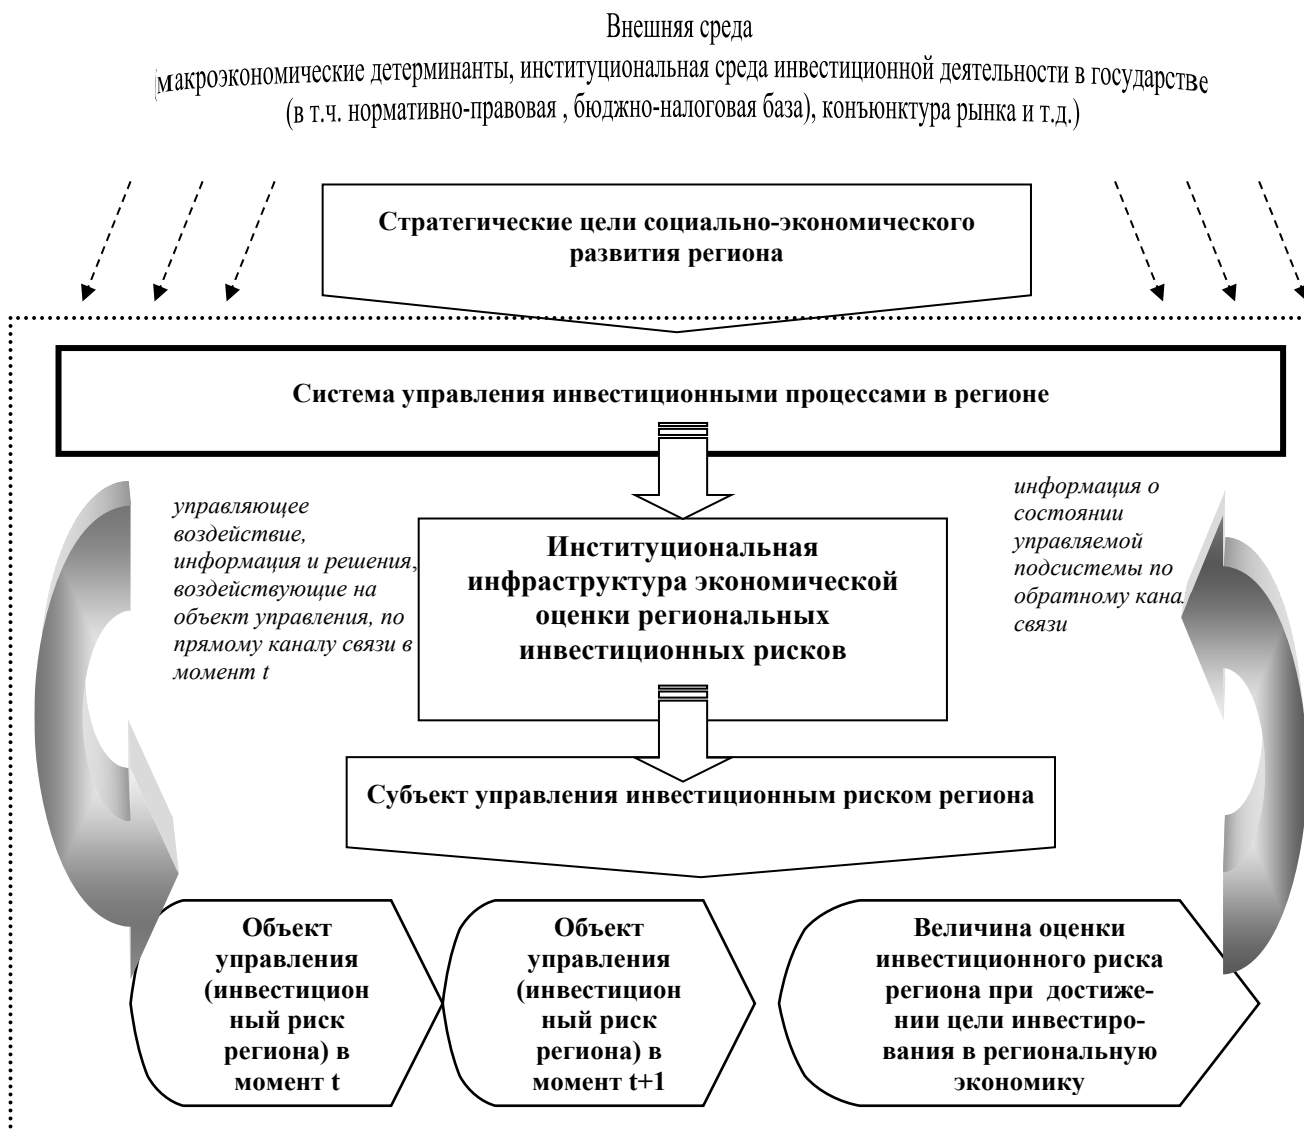 Внешняя среда
(макроэкономические детерминанты, институциональная среда инвестиционной деятельности в государстве
(в т.ч. нормативно-правовая , бюджно-налоговая база), конъюнктура рынка и т.д.)
Стратегические цели социально-экономического
развития региона
Система управления инвестиционными процессами в регионе
управляющее
воздействие,
информация и решения,
воздействующие на
объект управления, по
прямому каналу связи в
момент t
Институциональная
инфраструктура экономической
оценки региональных
инвестиционных рисков
информация о
состоянии
управляемой
подсистемы по
обратному
связи
Субъект управления инвестиционным риском региона
Объект
управления
(инвестицион
ный риск
региона) в
момент t
Объект
управления
(инвестицион
ный риск
региона) в
момент t+1
Величина оценки
инвестиционного риска
региона при достиже-
нии цели инвестиро-
вания в региональную
экономику